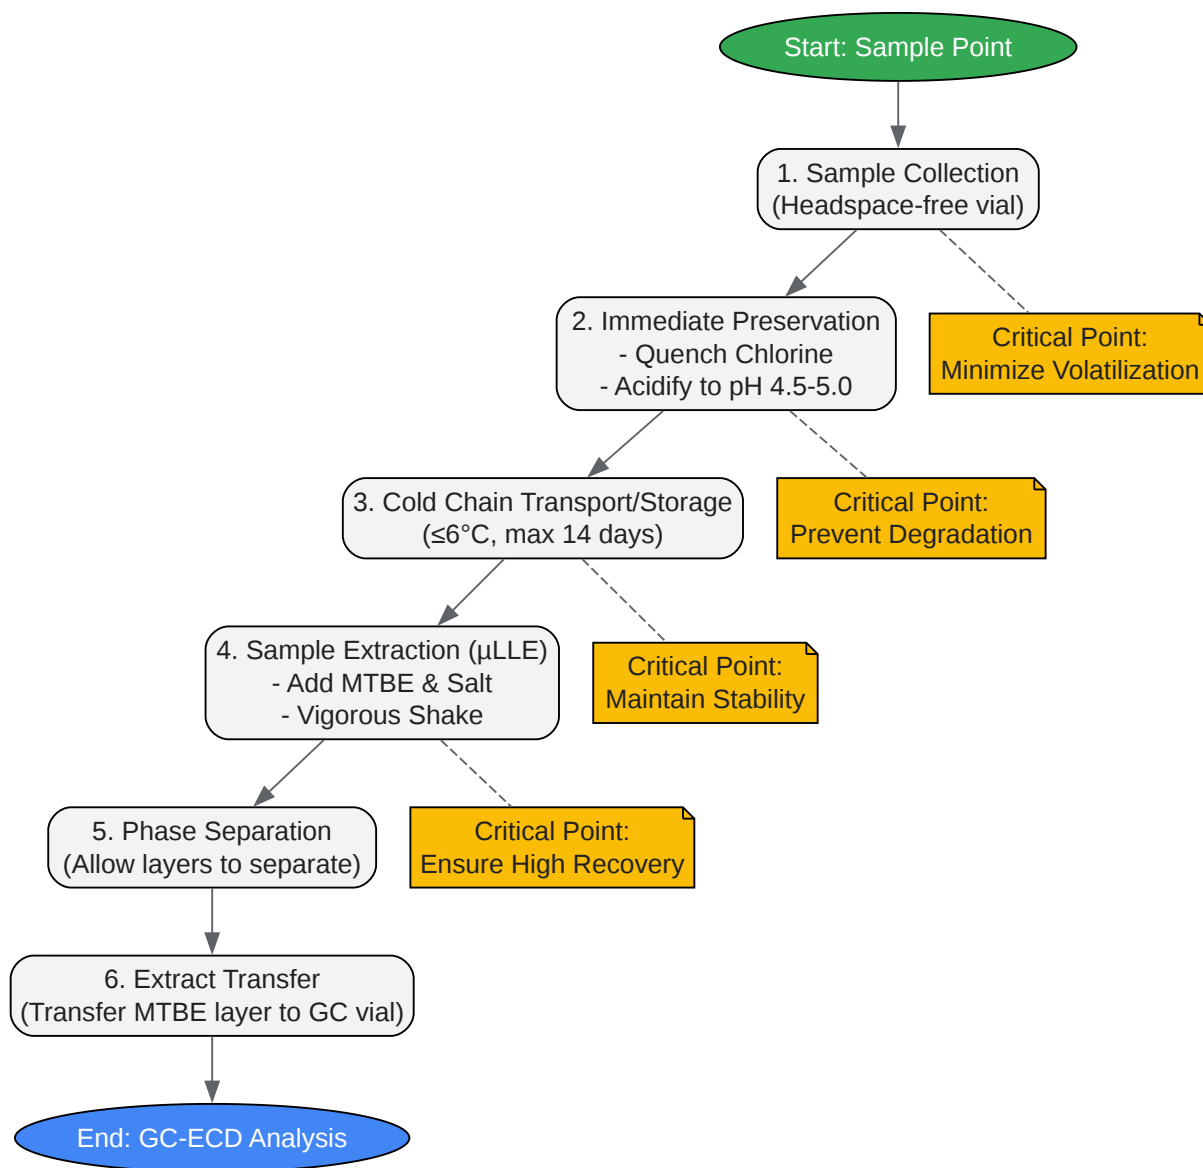 Start: Sample Point
1. Sample Collection
(Headspace-free vial)
2. Immediate Preservation
- Quench Chlorine
- Acidify to pH 4.5-5.0
Critical Point:
Minimize Volatilization
3. Cold Chain Transport/Storage
(≤6°C, max 14 days)
Critical Point:
Prevent Degradation
4. Sample Extraction (µLLE)
- Add MTBE & Salt
- Vigorous Shake
Critical Point:
Maintain Stability
5. Phase Separation
(Allow layers to separate)
Critical Point:
Ensure High Recovery
6. Extract Transfer
(Transfer MTBE layer to GC vial)
End: GC-ECD Analysis